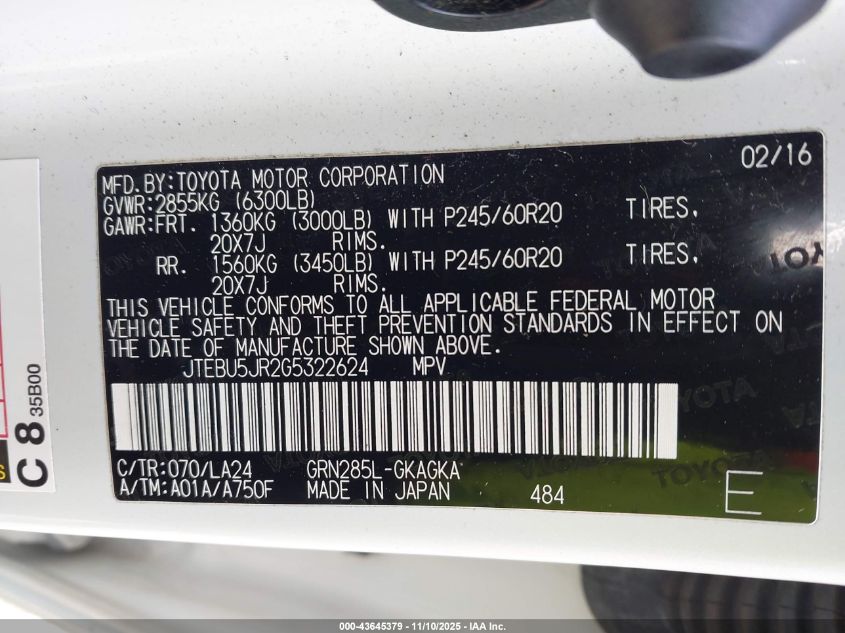 02/16
MFD. BY:TOYOTA MOTOR CORPORATION
GVWR:2855KG (6300LB)
GAWR:FRT. 1360KG (3000LB) WITH P245/60R20 TIRES,
20X7J RIMS.
RR. 1560KG (3450LB) WITH P245/60R20 TIRES,
20X7J RIMS.
THIS VEHICLE CONFORMS TO ALL APPLICABLE FEDERAL MOTOR
VEHICLE SAFETY AND THEFT PREVENTION STANDARDS IN EFFECT ON
THE DATE OF MANUFACTURE SHOWN ABOVE.
JTEBU5JR2G5322624 MPV
C/TR:070/LA24 GRN285L-GKAGKA
A/TM:A01A/A750F MADE IN JAPAN 484 E
C 8 35B00
GRN-43645379 - 11/10/2025 - IAA Inc.